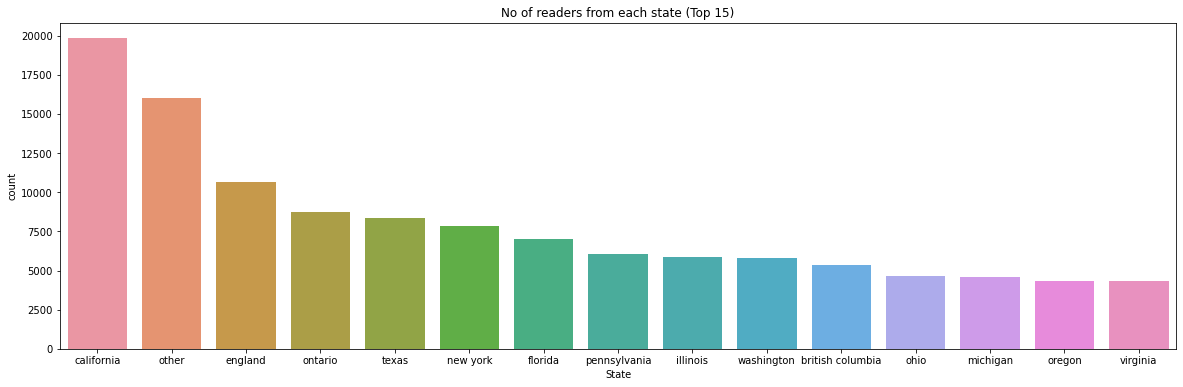 No of readers from each state (Top 15)
20000
17500
15000
12500
10000
7500
5000
2500
0
count
california other england ontario texas new york florida pennsylvania illinois washington british columbia ohio michigan oregon virginia
State